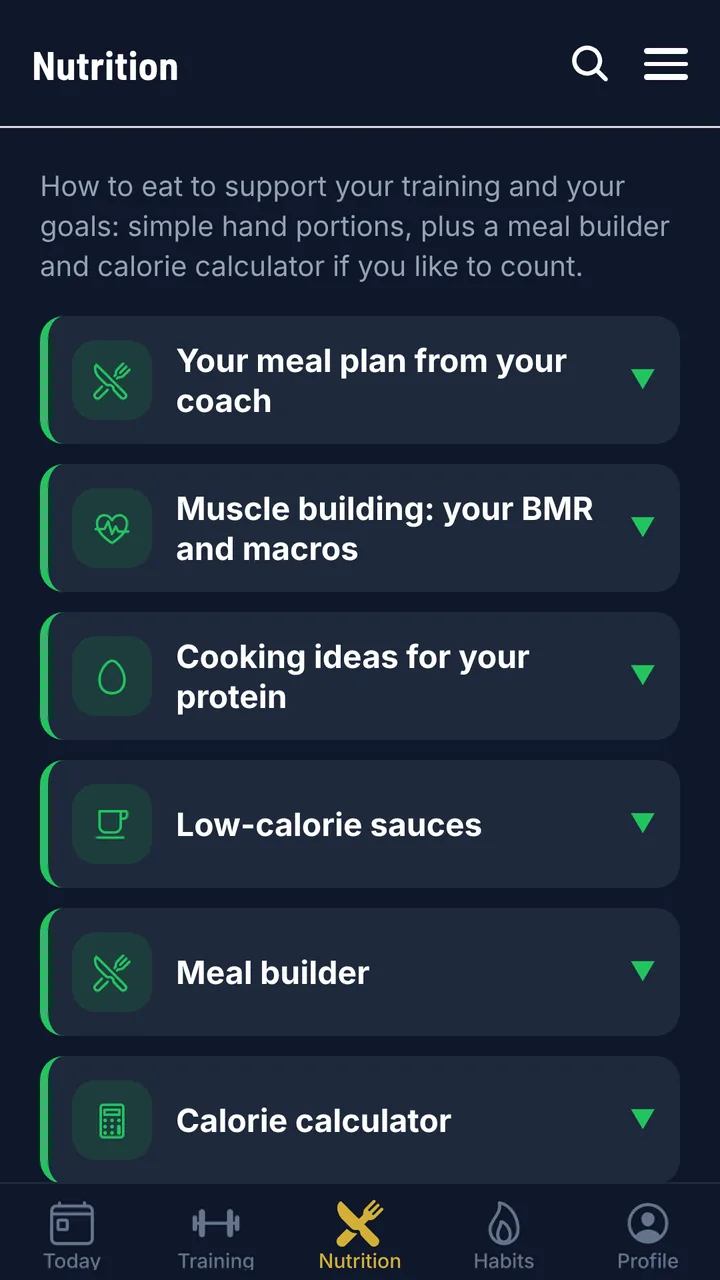 Nutrition
How to eat to support your training and your
goals: simple hand portions, plus a meal builder
and calorie calculator if you like to count.
Your meal plan from your
coach
Muscle building: your BMR
and macros
Cooking ideas for your
protein
Low-calorie sauces
Meal builder
Calorie calculator
Today
Training
Nutrition
Habits
Profile